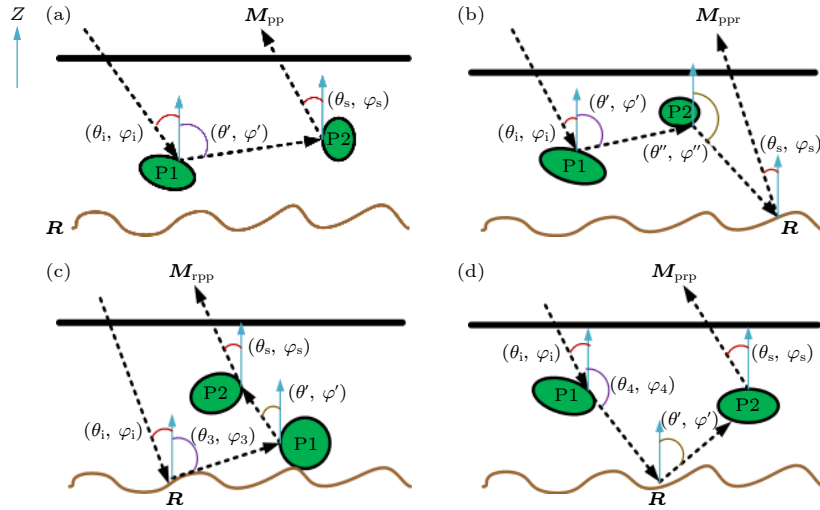 Z
(a)
M_pp
(θ_s, φ_s)
(θ_i, φ_i)
(θ′, φ′)
P1
P2
R
(b)
M_ppr
(θ′, φ′)
(θ_i, φ_i)
P2
P1
(θ″, φ″)
(θ_s, φ_s)
R
(c)
M_rpp
(θ_s, φ_s)
P2
(θ′, φ′)
(θ_i, φ_i)
(θ_3, φ_3)
P1
R
(d)
M_prp
(θ_i, φ_i)
(θ_s, φ_s)
(θ_4, φ_4)
P1
(θ′, φ′)
P2
R